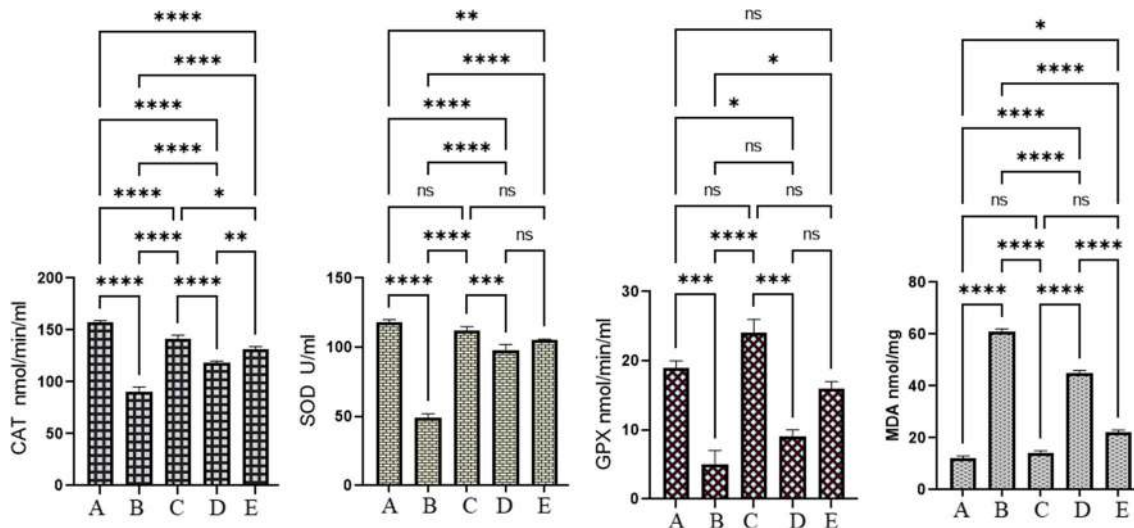 ****
****
****
****
**** *
**** **
**** ****
CAT nmol/min/ml
200
150
100
50
0
A B C D E
**
****
****
****
ns ns
**** ns
**** ***
SOD U/ml
150
100
50
0
A B C D E
ns
*
*
ns
ns ns
**** ns
*** ***
GPX nmol/min/ml
30
20
10
0
A B C D E
*
****
****
****
ns ns
**** ****
**** ****
MDA nmol/mg
80
60
40
20
0
A B C D E